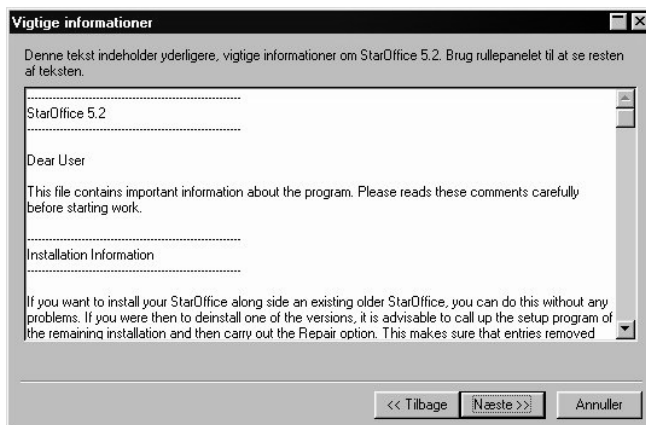 Vigtige informationer
Denne tekst indeholder yderligere, vigtige informationer om StarOffice 5.2. Brug rullepanelet til at se resten
af teksten.
------------------------------------------------------------
StarOffice 5.2
------------------------------------------------------------
Dear User
This file contains important information about the program. Please reads these comments carefully
before starting work.
------------------------------------------------------------
Installation Information
------------------------------------------------------------
If you want to install your StarOffice along side an existing older StarOffice, you can do this without any
problems. If you were then to deinstall one of the versions, it is advisable to call up the setup program of
the remaining installation and then carry out the Repair option. This makes sure that entries removed
<< Tilbage
Næste >>
Annuller